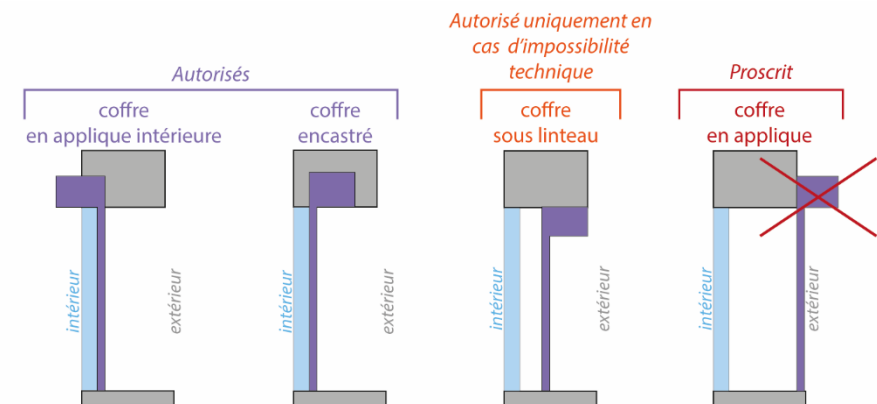 Autorisés
coffre
en applique intérieure
coffre
encastré
Autorisé uniquement en
cas d'impossibilité
technique
coffre
sous linteau
Proscrit
coffre
en applique
intérieur
extérieur
intérieur
extérieur
intérieur
extérieur
intérieur
extérieur